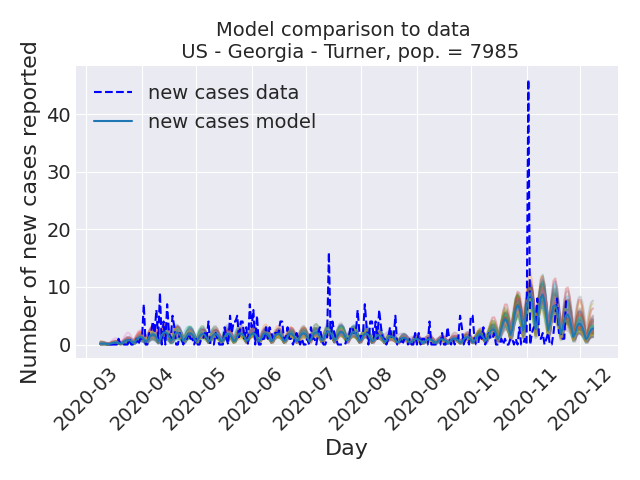 Model comparison to data
US - Georgia - Turner, pop. = 7985
Number of new cases reported
new cases data
new cases model
40
30
20
10
0
2020-03
2020-04
2020-05
2020-06
2020-07
2020-08
2020-09
2020-10
2020-11
2020-12
Day